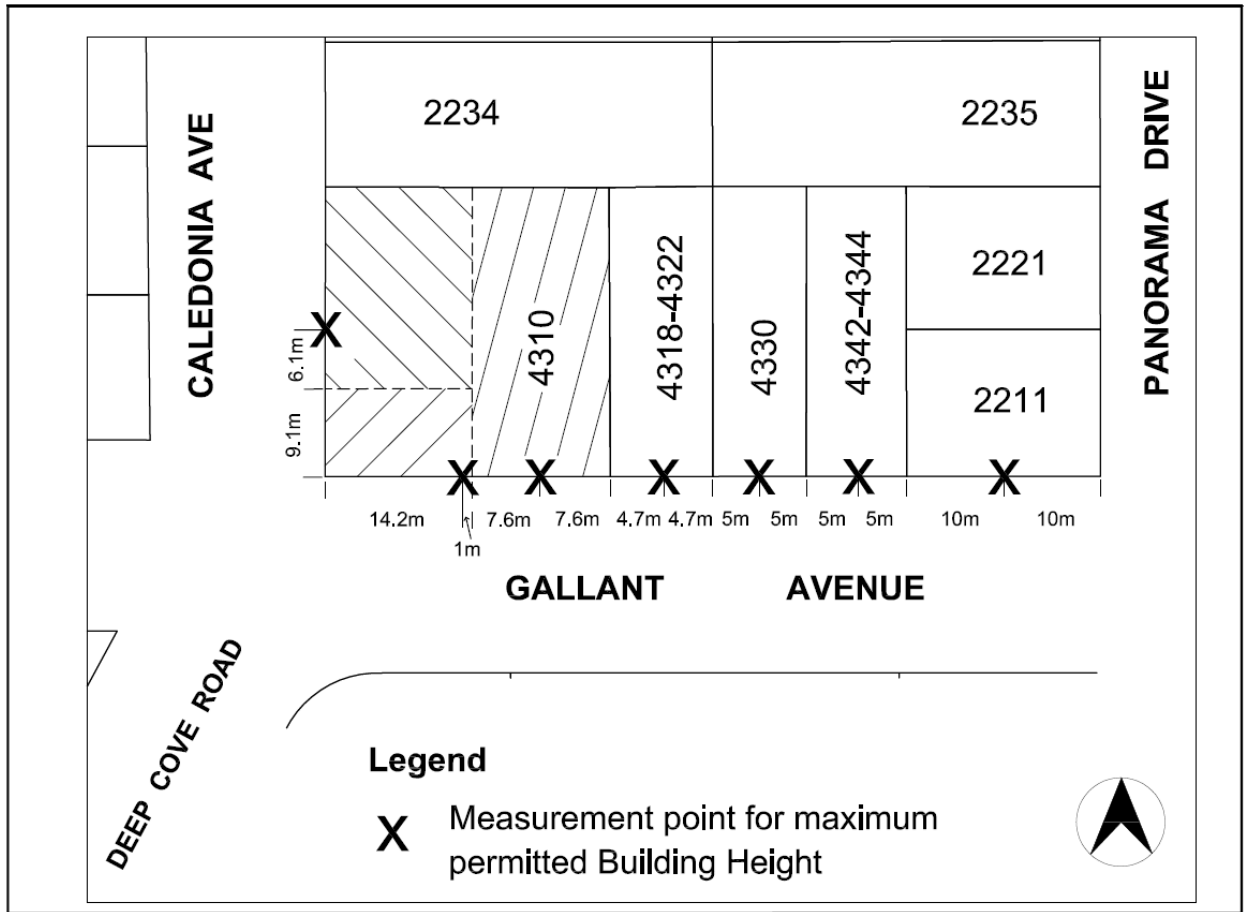 2234
2235
CALEDONIA AVE
PANORAMA DRIVE
4310
4318-4322
4330
4342-4344
2221
2211
X
6.1m
9.1m
X X X X X X
14.2m 7.6m 7.6m 4.7m 4.7m 5m 5m 5m 5m 10m 10m
1m
GALLANT AVENUE
DEEP COVE ROAD
Legend
X Measurement point for maximum
permitted Building Height